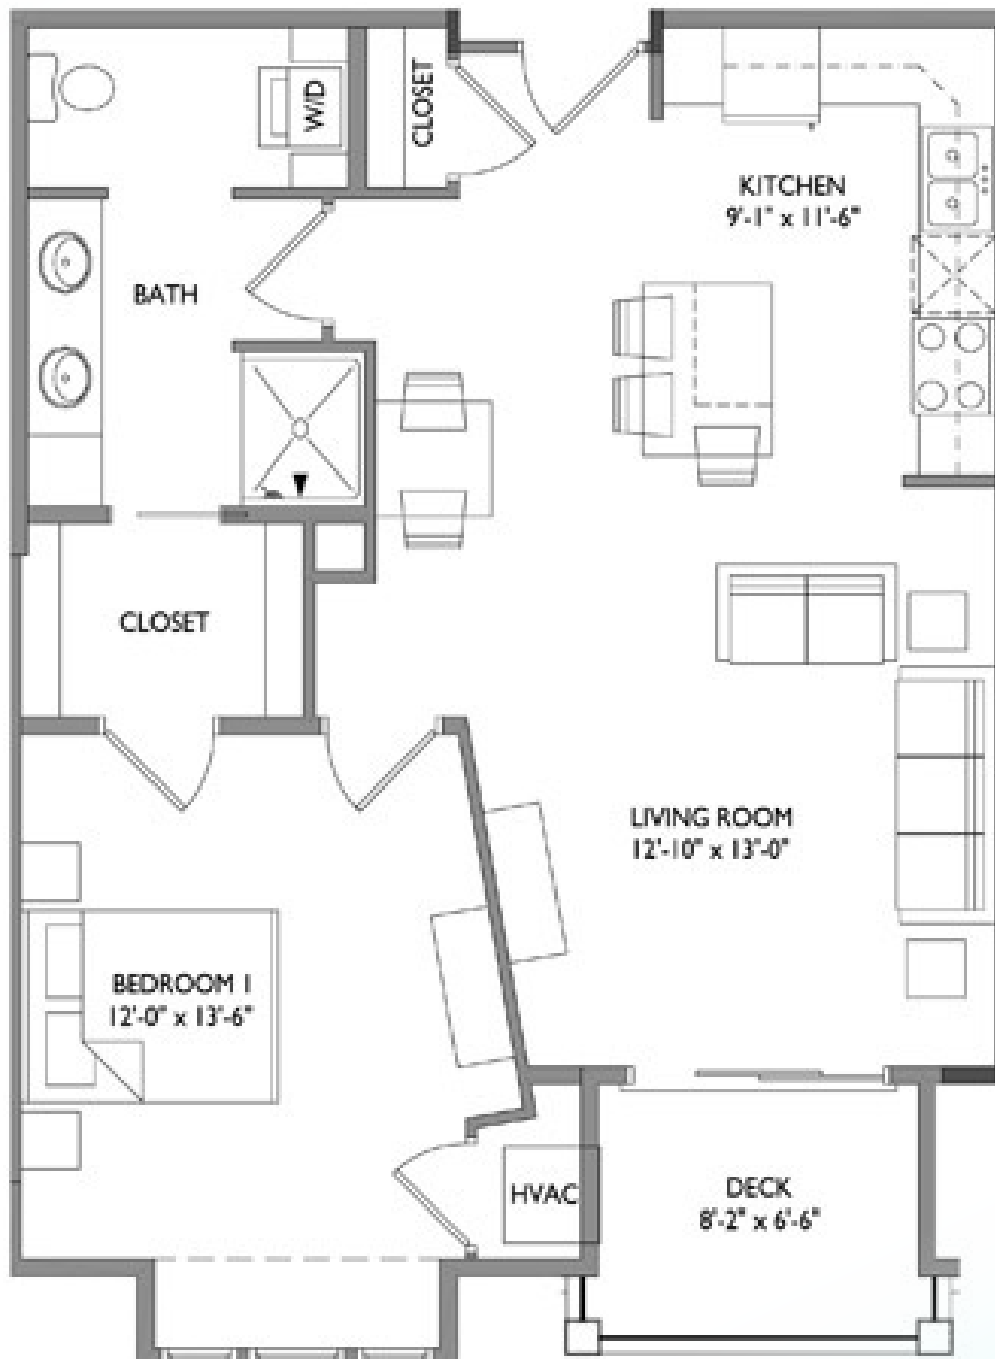 W/D
CLOSET
KITCHEN
9'-1" x 11'-6"
BATH
CLOSET
LIVING ROOM
12'-10" x 13'-0"
BEDROOM 1
12'-0" x 13'-6"
HVAC
DECK
8'-2" x 6'-6"